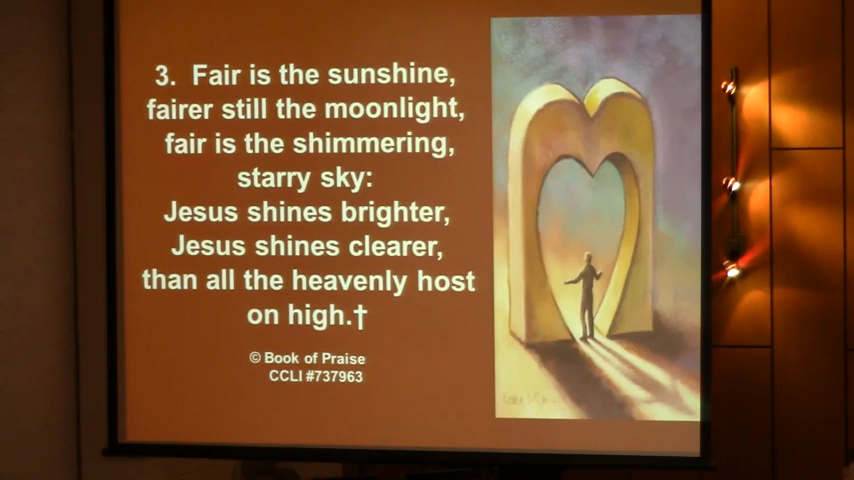 3. Fair is the sunshine,
fairer still the moonlight,
fair is the shimmering,
starry sky:
Jesus shines brighter,
Jesus shines clearer,
than all the heavenly host
on high.†
© Book of Praise
CCLI #737963